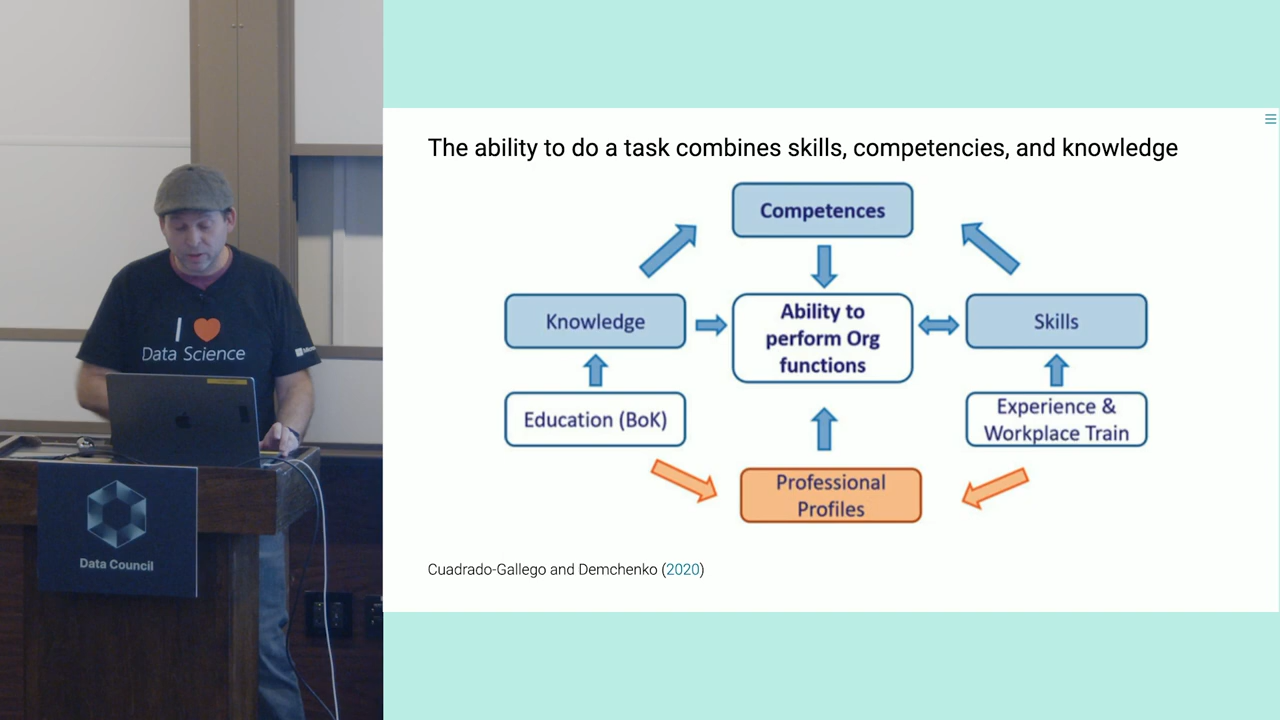 The ability to do a task combines skills, competencies, and knowledge
Competences
Knowledge
Ability to
perform Org
functions
Skills
Education (BoK)
Experience &
Workplace Train
Professional
Profiles
Cuadrado-Gallego and Demchenko (2020)
I
Data Science
Data Council